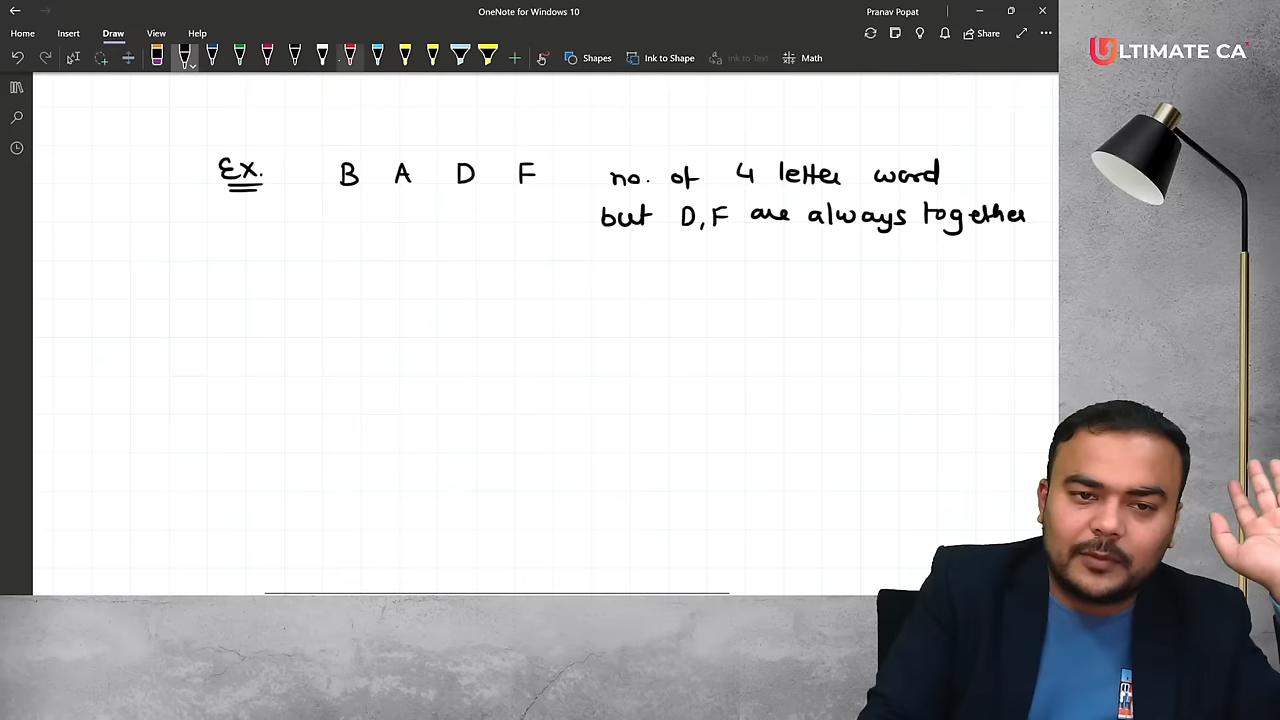 OneNote for Windows 10
Pranav Popat
Home Insert Draw View Help
Share
Shapes Ink to Shape Ink to Text Math
ULTIMATE CA
Ex. B A D F no. of 4 letter word
but D, F are always together